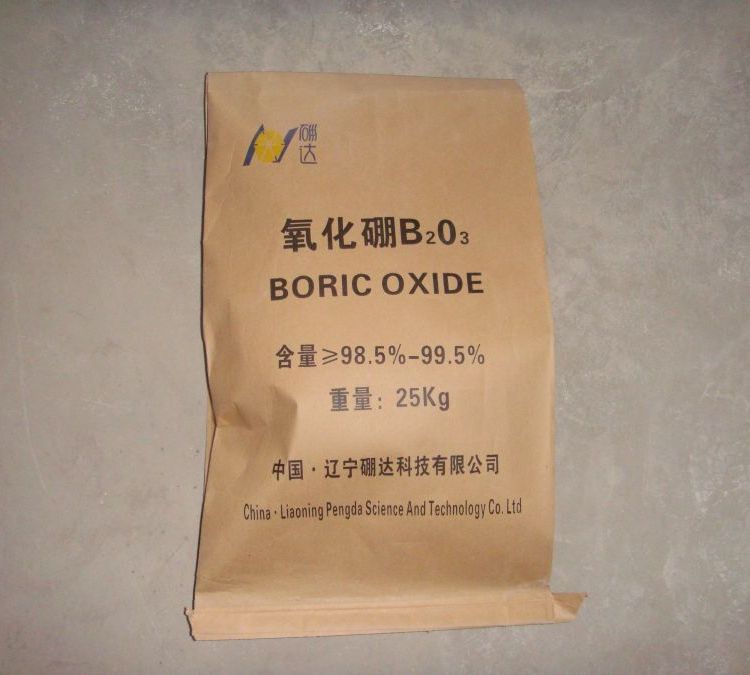 硼
达
氧化硼B₂O₃
BORIC OXIDE
含量≥98.5%-99.5%
重量：25Kg
中国·辽宁硼达科技有限公司
China·Liaoning Pengda Science And Technology Co. Ltd